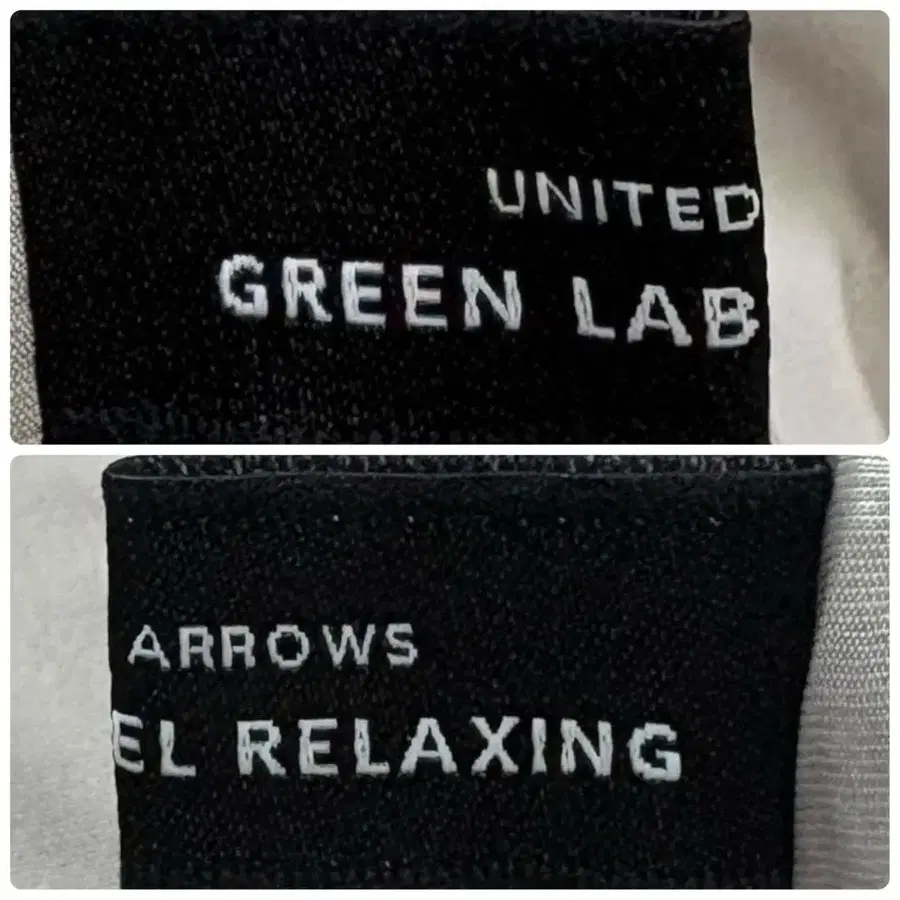 UNITED
GREEN LAB
ARROWS
EL RELAXING